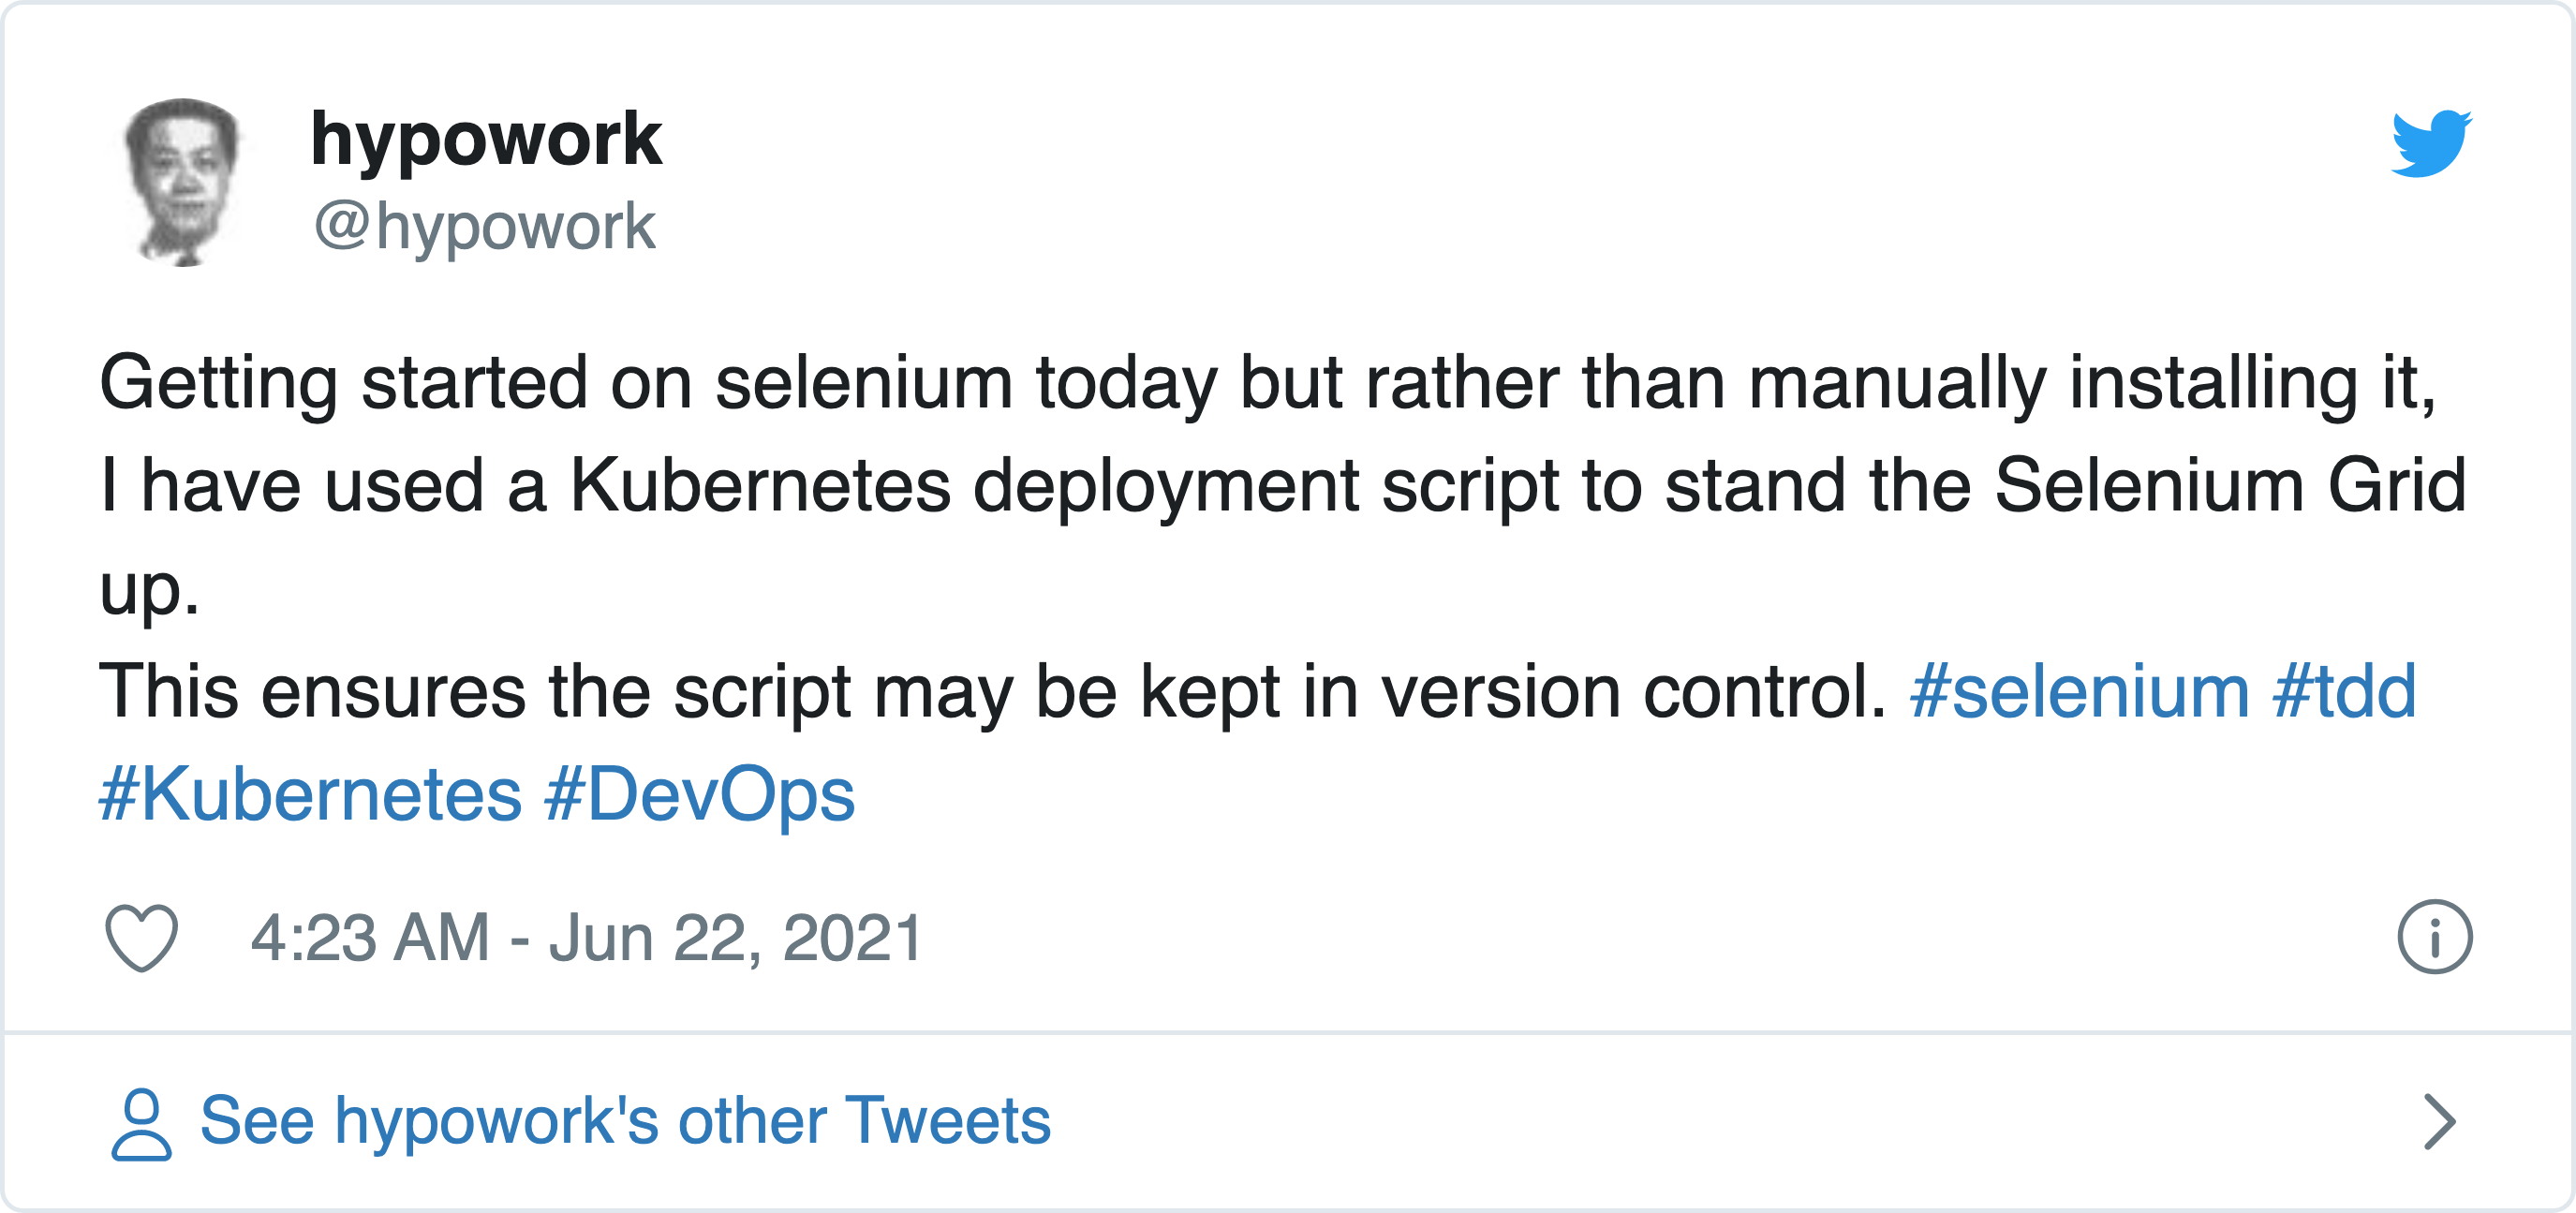 hypowork
@hypowork
Getting started on selenium today but rather than manually installing it,
I have used a Kubernetes deployment script to stand the Selenium Grid
up.
This ensures the script may be kept in version control. #selenium #tdd
#Kubernetes #DevOps
4:23 AM - Jun 22, 2021
See hypowork's other Tweets